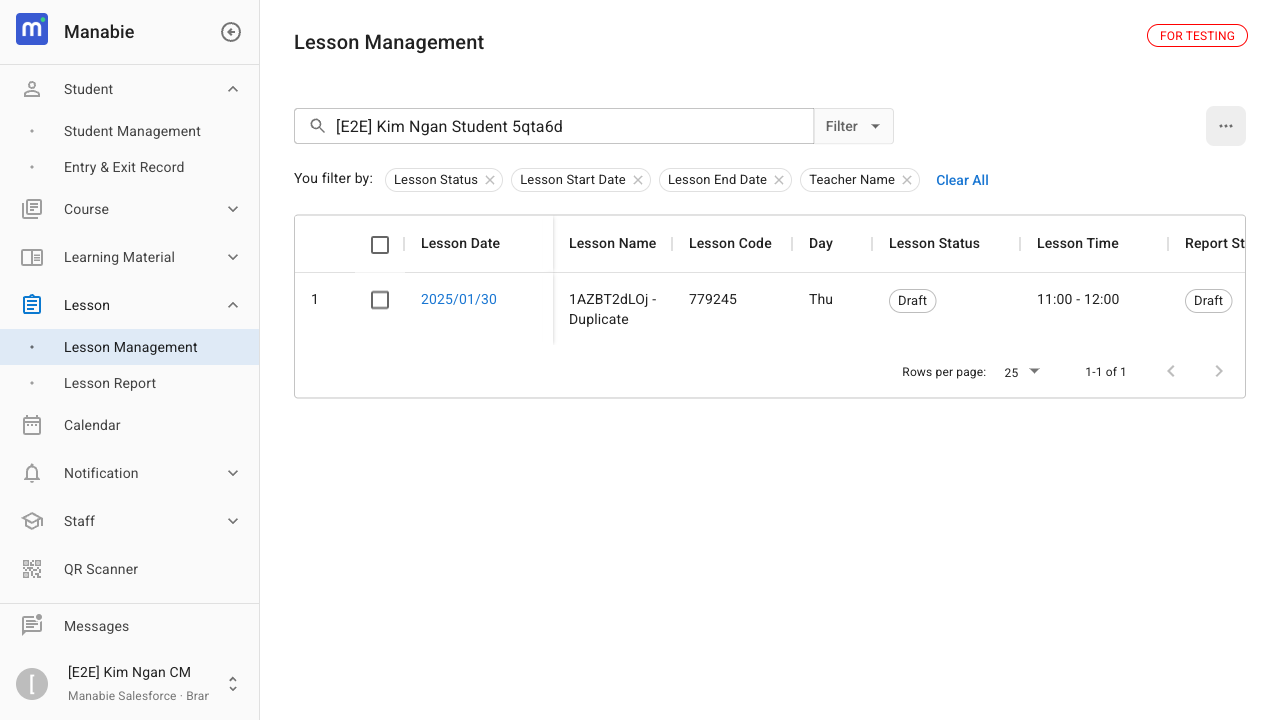 Manabie
Student
Student Management
Entry & Exit Record
Course
Learning Material
Lesson
Lesson Management
Lesson Report
Calendar
Notification
Staff
QR Scanner
Messages
[
[E2E] Kim Ngan CM
Manabie Salesforce · Brar
Lesson Management
FOR TESTING
[E2E] Kim Ngan Student 5qta6d
Filter
You filter by: Lesson Status Lesson Start Date Lesson End Date Teacher Name Clear All
Lesson Date Lesson Name Lesson Code Day Lesson Status Lesson Time Report St
1 2025/01/30 1AZBT2dLOj - 779245 Thu Draft 11:00 - 12:00 Draft
Duplicate
Rows per page: 25 1-1 of 1